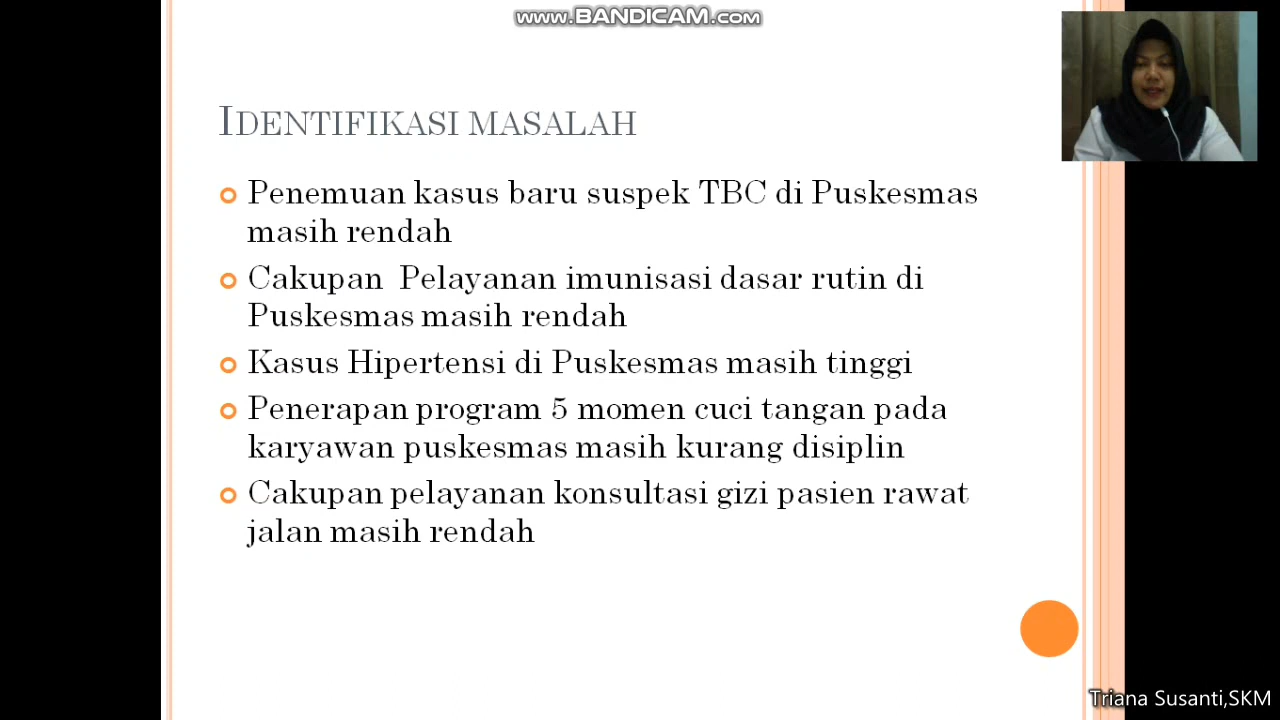 www.BANDICAM.com
IDENTIFIKASI MASALAH
Penemuan kasus baru suspek TBC di Puskesmas
masih rendah
Cakupan Pelayanan imunisasi dasar rutin di
Puskesmas masih rendah
Kasus Hipertensi di Puskesmas masih tinggi
Penerapan program 5 momen cuci tangan pada
karyawan puskesmas masih kurang disiplin
Cakupan pelayanan konsultasi gizi pasien rawat
jalan masih rendah
Triana Susanti,SKM